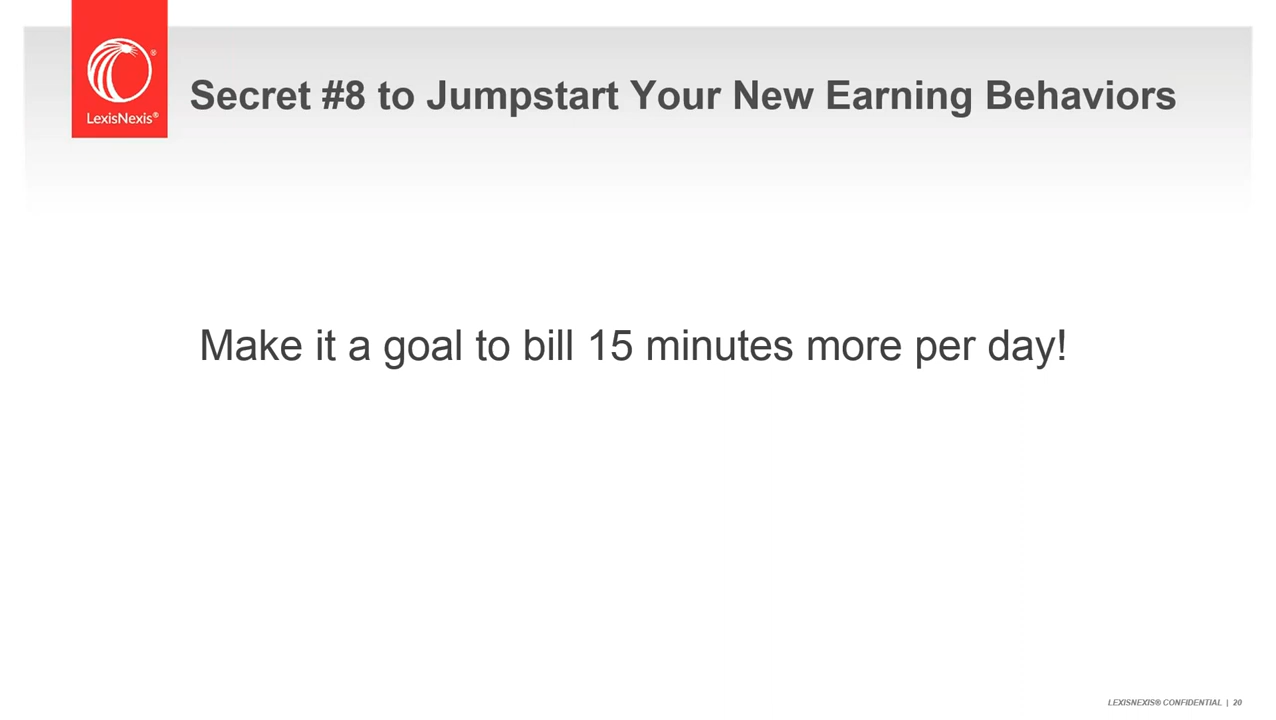 LexisNexis®
Secret #8 to Jumpstart Your New Earning Behaviors
Make it a goal to bill 15 minutes more per day!
LEXISNEXIS® CONFIDENTIAL | 20